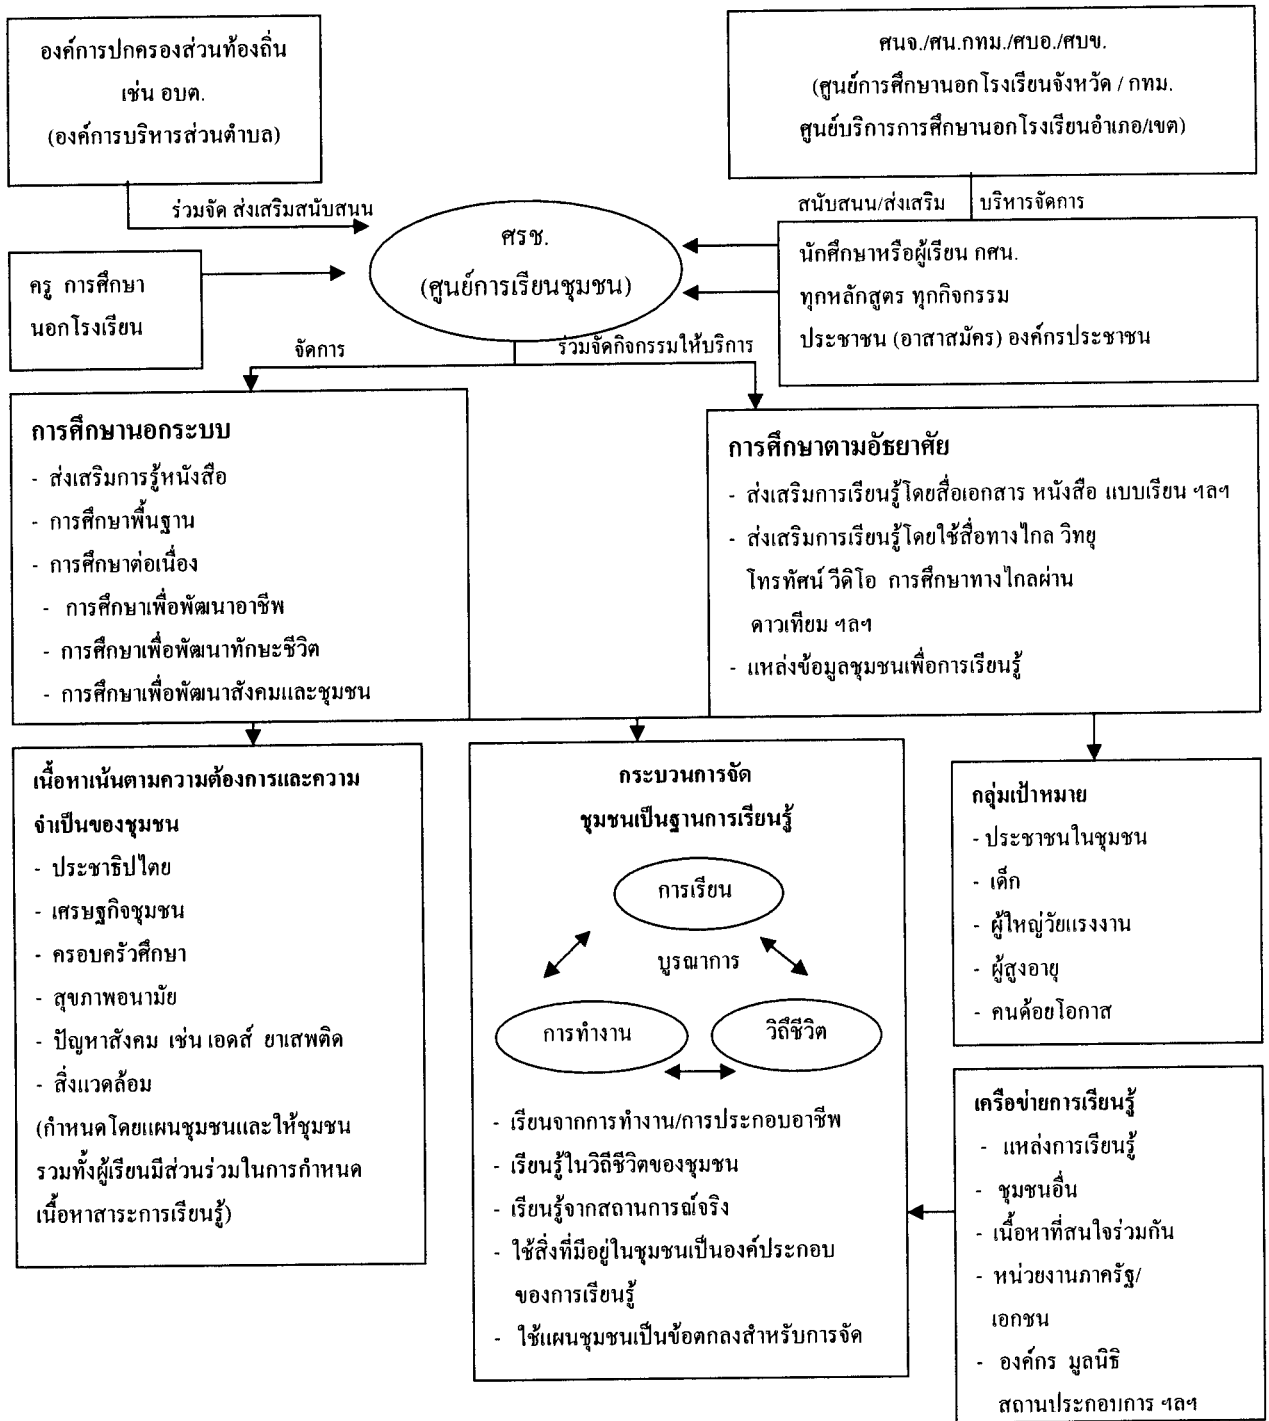 องค์การปกครองส่วนท้องถิ่น
เช่น อบต.
(องค์การบริหารส่วนตำบล)
ศนจ./ศน.กทม./ศบอ./ศบข.
(ศูนย์การศึกษานอกโรงเรียนจังหวัด / กทม.
ศูนย์บริการการศึกษานอกโรงเรียนอำเภอ/เขต)
ร่วมจัด ส่งเสริมสนับสนุน
สนับสนุน/ส่งเสริม
บริหารจัดการ
ศรช.
(ศูนย์การเรียนชุมชน)
ครู การศึกษา
นอกโรงเรียน
นักศึกษาหรือผู้เรียน กศน.
ทุกหลักสูตร ทุกกิจกรรม
ประชาชน (อาสาสมัคร) องค์กรประชาชน
จัดการ
ร่วมจัดกิจกรรมให้บริการ
การศึกษานอกระบบ
- ส่งเสริมการรู้หนังสือ
- การศึกษาพื้นฐาน
- การศึกษาต่อเนื่อง
- การศึกษาเพื่อพัฒนาอาชีพ
- การศึกษาเพื่อพัฒนาทักษะชีวิต
- การศึกษาเพื่อพัฒนาสังคมและชุมชน
การศึกษาตามอัธยาศัย
- ส่งเสริมการเรียนรู้โดยสื่อเอกสาร หนังสือ แบบเรียน ฯลฯ
- ส่งเสริมการเรียนรู้โดยใช้สื่อทางไกล วิทยุ
โทรทัศน์ วีดิโอ การศึกษาทางไกลผ่าน
ดาวเทียม ฯลฯ
- แหล่งข้อมูลชุมชนเพื่อการเรียนรู้
เนื้อหาเน้นตามความต้องการและความ
จำเป็นของชุมชน
- ประชาธิปไตย
- เศรษฐกิจชุมชน
- ครอบครัวศึกษา
- สุขภาพอนามัย
- ปัญหาสังคม เช่น เอดส์ ยาเสพติด
- สิ่งแวดล้อม
(กำหนดโดยแผนชุมชนและให้ชุมชน
รวมทั้งผู้เรียนมีส่วนร่วมในการกำหนด
เนื้อหาสาระการเรียนรู้)
กระบวนการจัด
ชุมชนเป็นฐานการเรียนรู้
การเรียน
บูรณาการ
การทำงาน
วิถีชีวิต
- เรียนจากการทำงาน/การประกอบอาชีพ
- เรียนรู้ในวิถีชีวิตของชุมชน
- เรียนรู้จากสถานการณ์จริง
- ใช้สิ่งที่มีอยู่ในชุมชนเป็นองค์ประกอบ
ของการเรียนรู้
- ใช้แผนชุมชนเป็นข้อตกลงสำหรับการจัด
กลุ่มเป้าหมาย
- ประชาชนในชุมชน
- เด็ก
- ผู้ใหญ่วัยแรงงาน
- ผู้สูงอายุ
- คนด้อยโอกาส
เครือข่ายการเรียนรู้
- แหล่งการเรียนรู้
- ชุมชนอื่น
- เนื้อหาที่สนใจร่วมกัน
- หน่วยงานภาครัฐ/
เอกชน
- องค์กร มูลนิธิ
สถานประกอบการ ฯลฯ